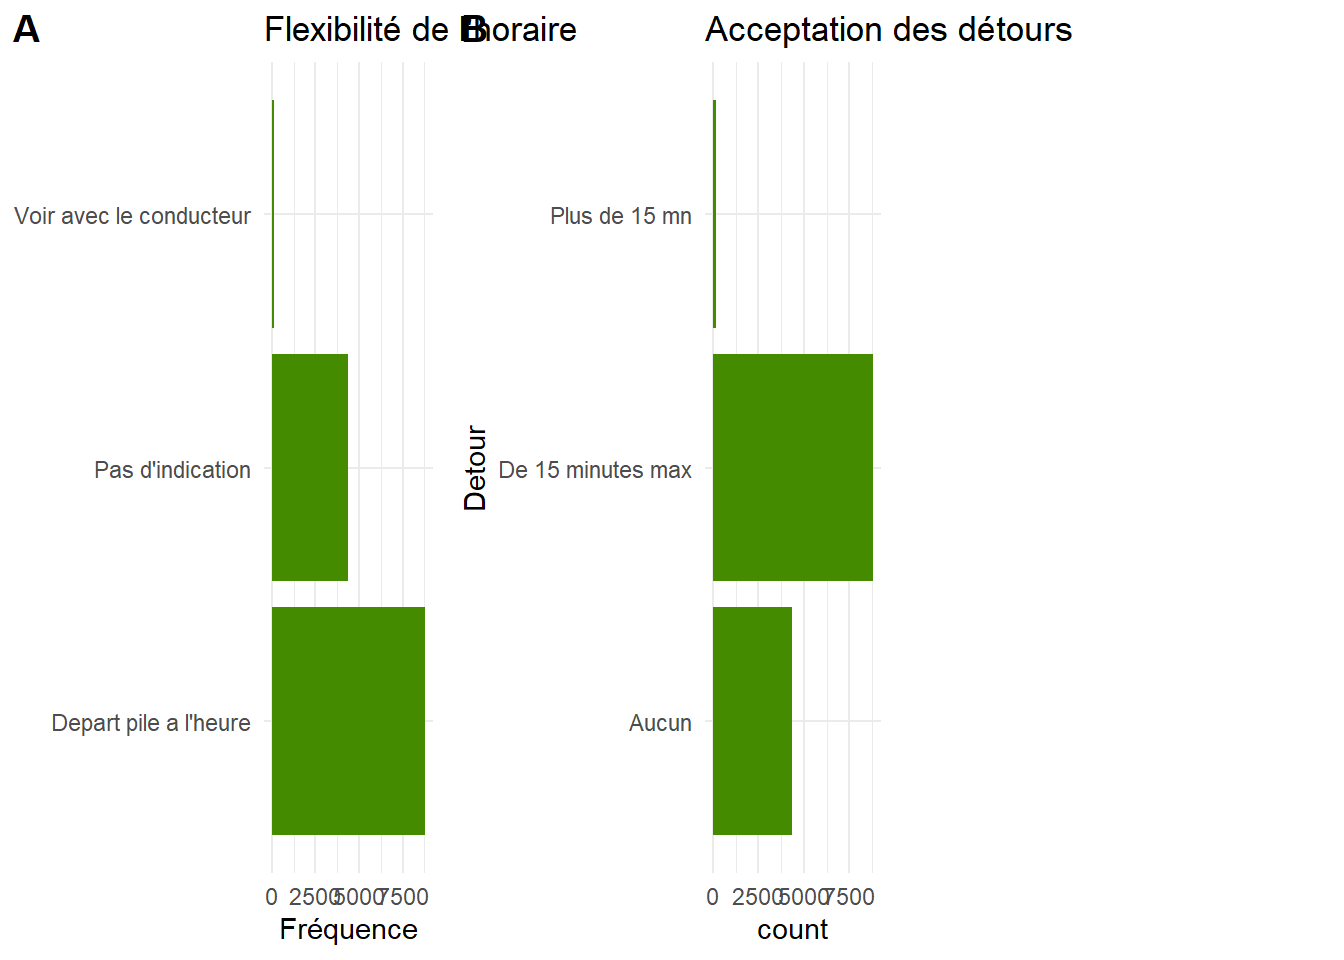 A
Flexibilité de l'horaire
Voir avec le conducteur
Pas d'indication
Depart pile a l'heure
0 2500 5000 7500
Fréquence
B
Acceptation des détours
Detour
Plus de 15 mn
De 15 minutes max
Aucun
0 2500 5000 7500
count